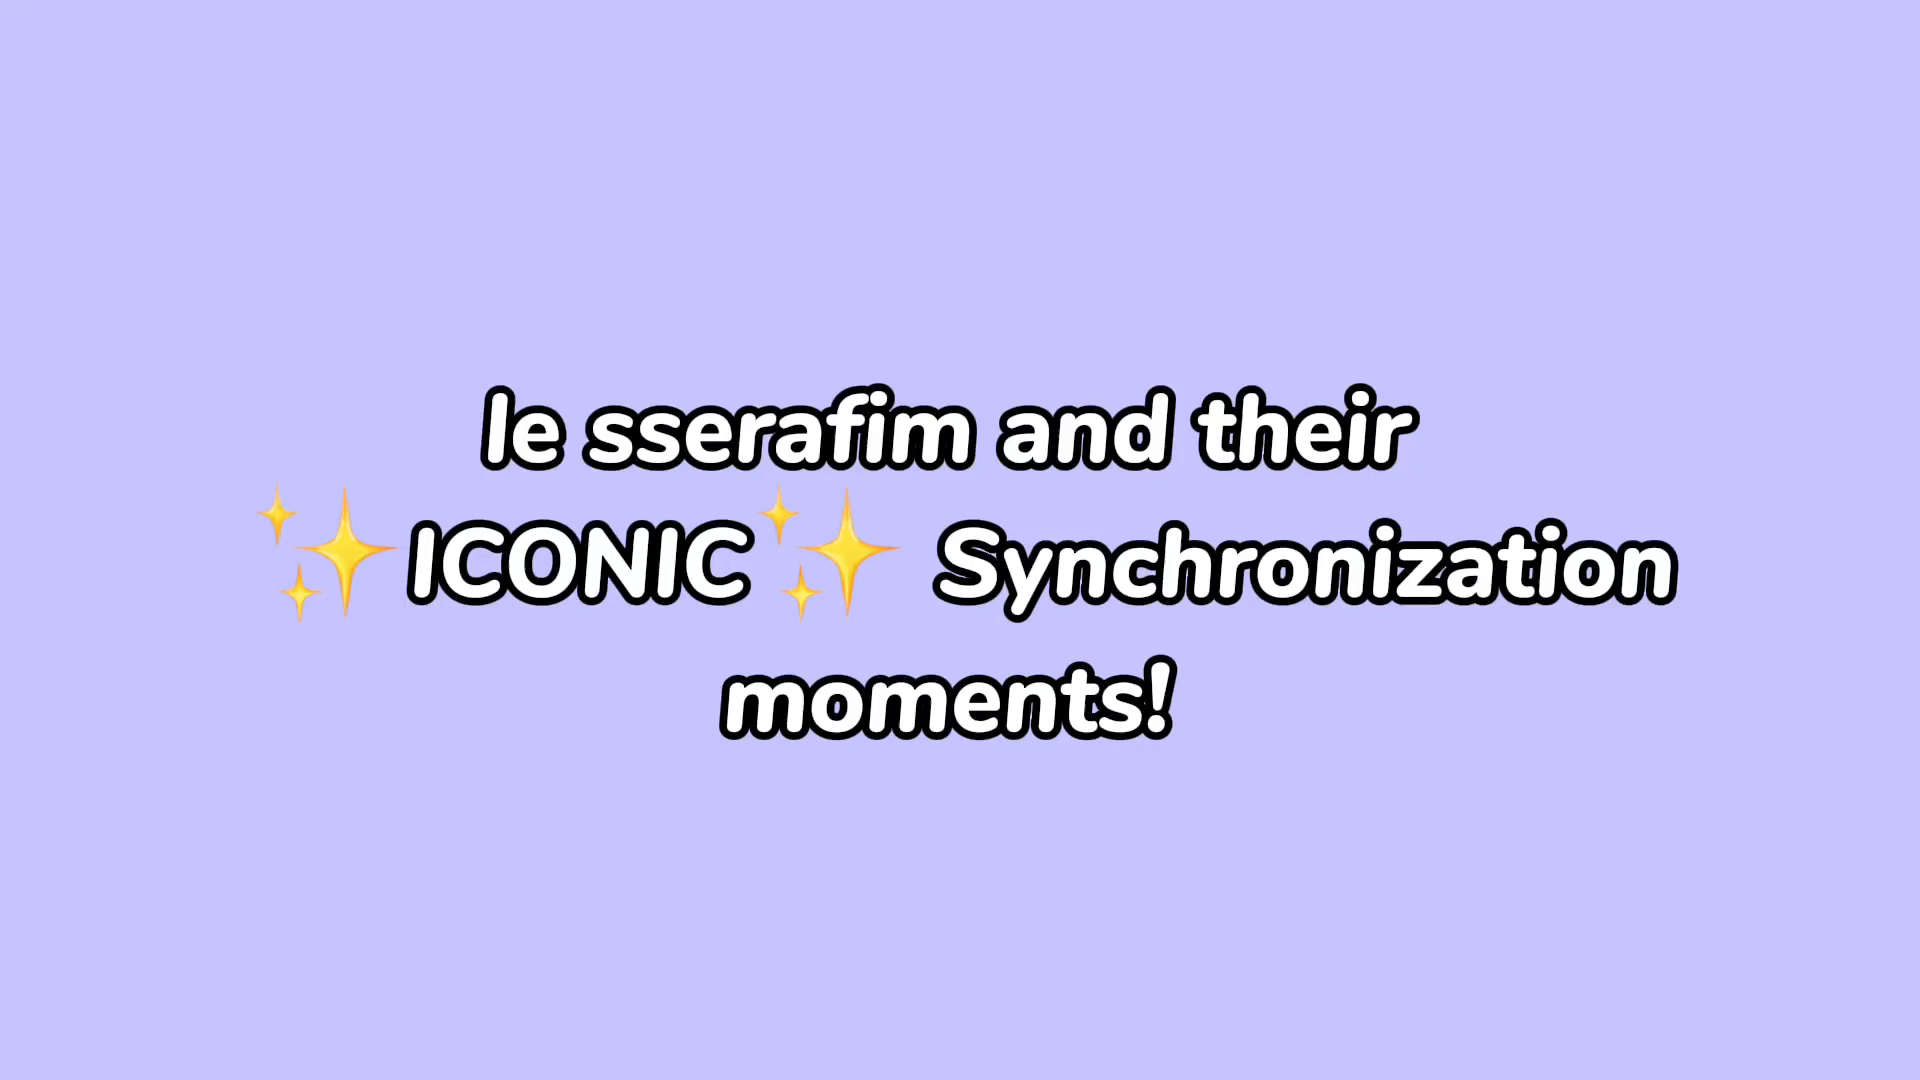 le sserafim and their
✨ICONIC✨ Synchronization
moments!